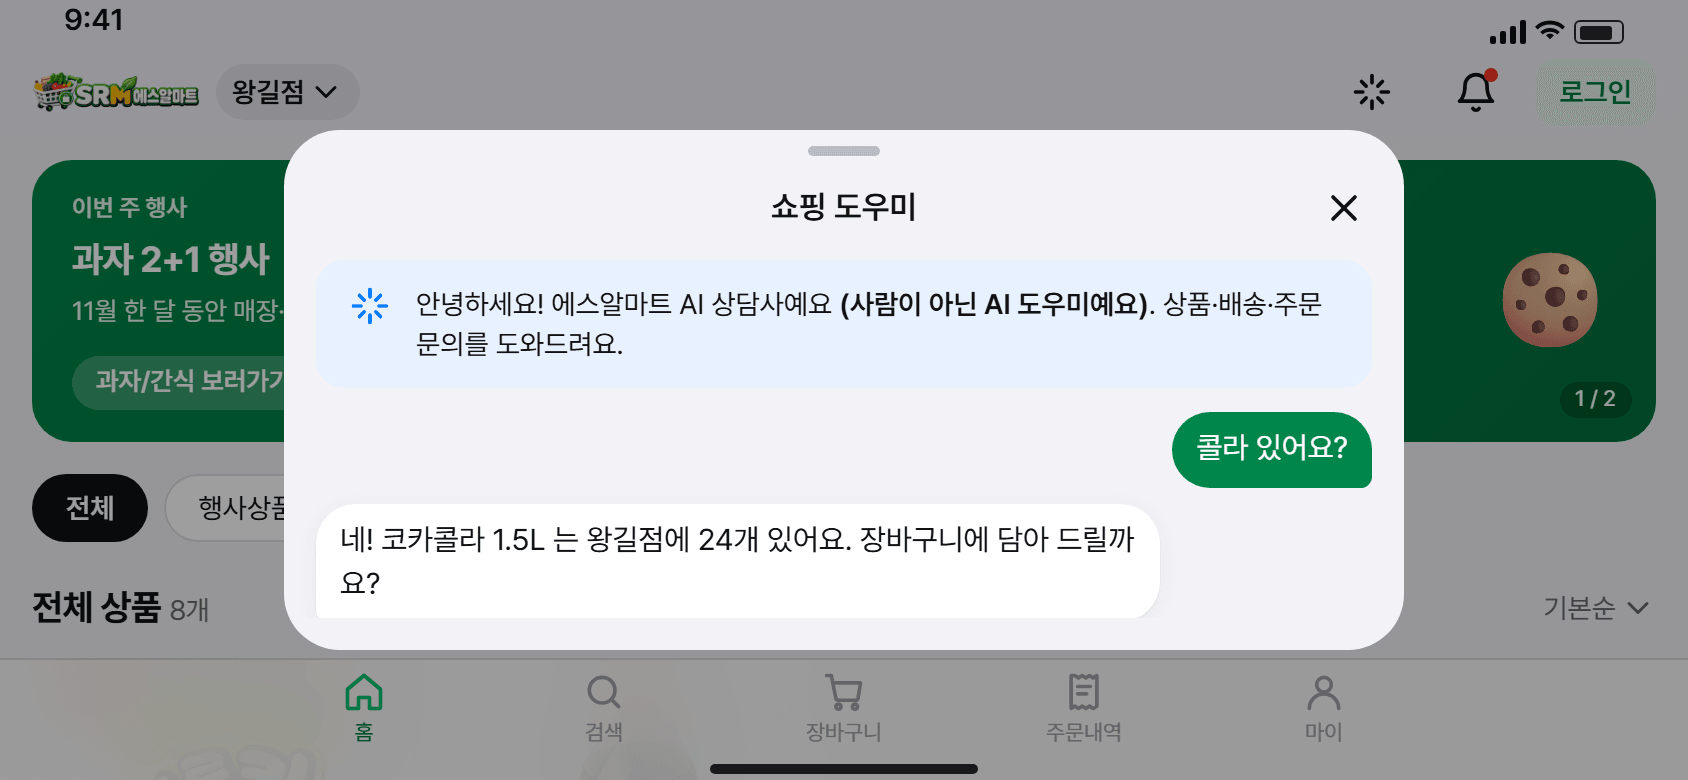 9:41
SRM에스알마트
왕길점
로그인
이번 주 행사
과자 2+1 행사
11월 한 달 동안 매장·
과자/간식 보러가기
1 / 2
쇼핑 도우미
안녕하세요! 에스알마트 AI 상담사예요 (사람이 아닌 AI 도우미예요). 상품·배송·주문
문의를 도와드려요.
콜라 있어요?
네! 코카콜라 1.5L 는 왕길점에 24개 있어요. 장바구니에 담아 드릴까
요?
전체
행사상품
전체 상품 8개
기본순
홈
검색
장바구니
주문내역
마이